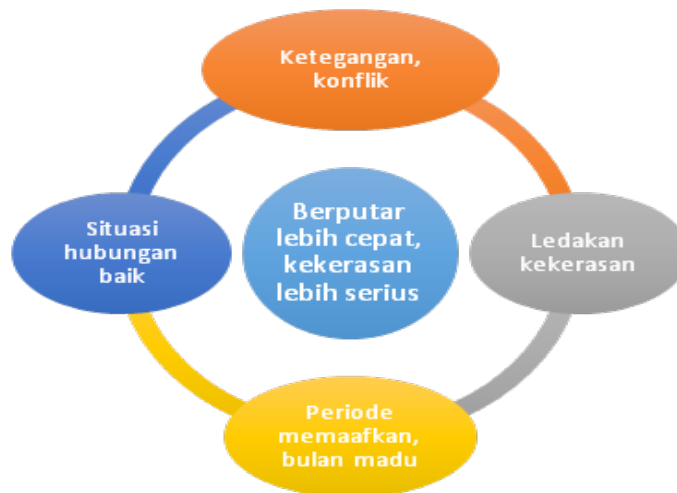 Ketegangan,
konflik
Situasi
hubungan
baik
Berputar
lebih cepat,
kekerasan
lebih serius
Ledakan
kekerasan
Periode
memaafkan,
bulan madu